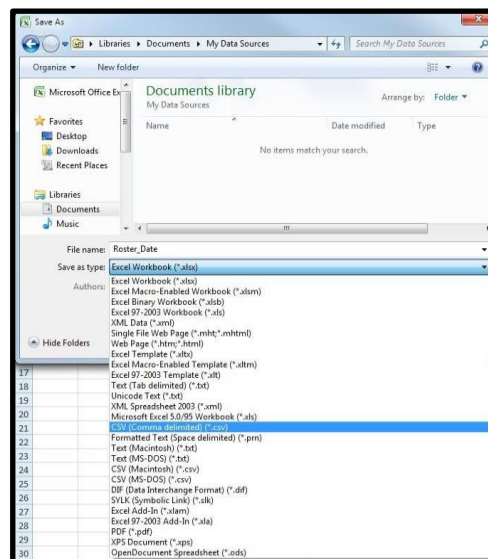 Save As
Libraries ▸ Documents ▸ My Data Sources
Search My Data Sources
Organize
New folder
Microsoft Office Ex
Favorites
Desktop
Downloads
Recent Places
Libraries
Documents
Music
Documents library
My Data Sources
Arrange by: Folder
Name Date modified Type
No items match your search.
File name: Roster_Date
Save as type: Excel Workbook (*.xlsx)
Authors:
Excel Workbook (*.xlsx)
Excel Macro-Enabled Workbook (*.xlsm)
Excel Binary Workbook (*.xlsb)
Excel 97-2003 Workbook (*.xls)
XML Data (*.xml)
Single File Web Page (*.mht;*.mhtml)
Web Page (*.htm;*.html)
Excel Template (*.xltx)
Excel Macro-Enabled Template (*.xltm)
Excel 97-2003 Template (*.xlt)
Text (Tab delimited) (*.txt)
Unicode Text (*.txt)
XML Spreadsheet 2003 (*.xml)
Microsoft Excel 5.0/95 Workbook (*.xls)
CSV (Comma delimited) (*.csv)
Formatted Text (Space delimited) (*.prn)
Text (Macintosh) (*.txt)
Text (MS-DOS) (*.txt)
CSV (Macintosh) (*.csv)
CSV (MS-DOS) (*.csv)
DIF (Data Interchange Format) (*.dif)
SYLK (Symbolic Link) (*.slk)
Excel Add-In (*.xlam)
Excel 97-2003 Add-In (*.xla)
PDF (*.pdf)
XPS Document (*.xps)
OpenDocument Spreadsheet (*.ods)
Hide Folders
17
18
19
20
21
22
23
24
25
26
27
28
29
30